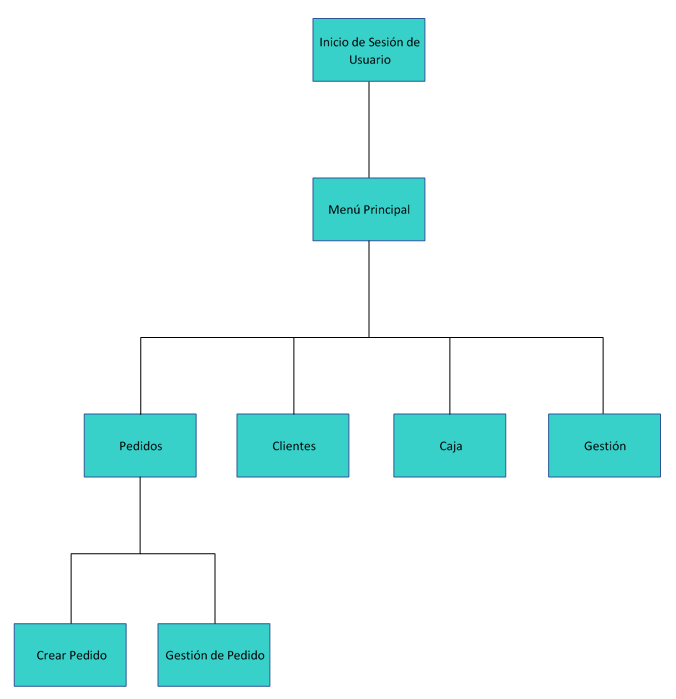 Inicio de Sesión de
Usuario
Menú Principal
Pedidos
Clientes
Caja
Gestión
Crear Pedido
Gestión de Pedido